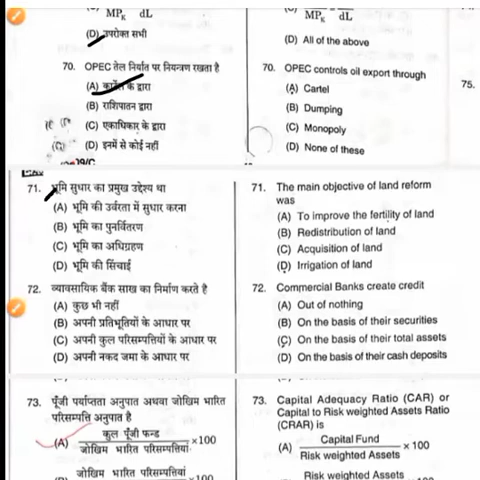 MP_K dL
(D) उपरोक्त सभी
70. OPEC तेल निर्यात पर नियन्त्रण रखता है
(A) कार्टेल के द्वारा
(B) राशिपातन द्वारा
(C) एकाधिकार के द्वारा
(D) इनमें से कोई नहीं
71. भूमि सुधार का प्रमुख उद्देश्य था
(A) भूमि की उर्वरता में सुधार करना
(B) भूमि का पुनर्वितरण
(C) भूमि का अधिग्रहण
(D) भूमि की सिंचाई
72. व्यावसायिक बैंक साख का निर्माण करते है
(A) कुछ भी नहीं
(B) अपनी प्रतिभूतियों के आधार पर
(C) अपनी कुल परिसम्पत्तियों के आधार पर
(D) अपनी नकद जमा के आधार पर
73. पूँजी पर्याप्तता अनुपात अथवा जोखिम भारित
परिसम्पत्ति अनुपात है
(A) कुल पूँजी फन्ड
जोखिम भारित परिसम्पत्तियां ×100
जोखिम भारित परिसम्पत्तियां
×100
MP_K dL
(D) All of the above
70. OPEC controls oil export through
(A) Cartel
(B) Dumping
(C) Monopoly
(D) None of these
71. The main objective of land reform
was
(A) To improve the fertility of land
(B) Redistribution of land
(C) Acquisition of land
(D) Irrigation of land
72. Commercial Banks create credit
(A) Out of nothing
(B) On the basis of their securities
(C) On the basis of their total assets
(D) On the basis of their cash deposits
73. Capital Adequacy Ratio (CAR) or
Capital to Risk weighted Assets Ratio
(CRAR) is
(A) Capital Fund
Risk weighted Assets × 100
Risk weighted Assets
× 100
75.